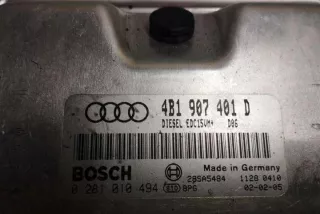 4B1 907 401 D
DIESEL EDC15VM+ D86
Made in Germany
BOSCH
28SA5484 1128 0410
0 281 010 494 BPS 02-02-05